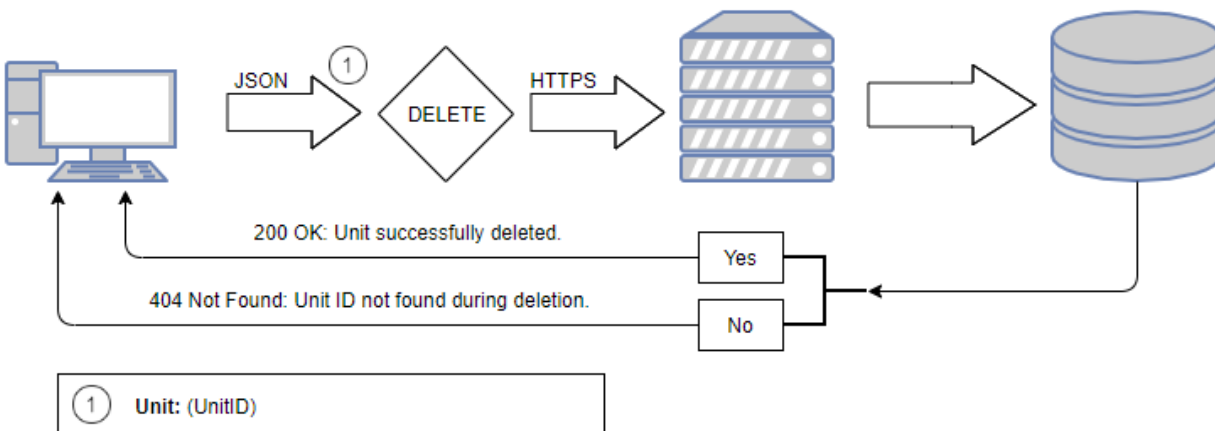 JSON
1
DELETE
HTTPS
200 OK: Unit successfully deleted.
Yes
404 Not Found: Unit ID not found during deletion.
No
1 Unit: (UnitID)